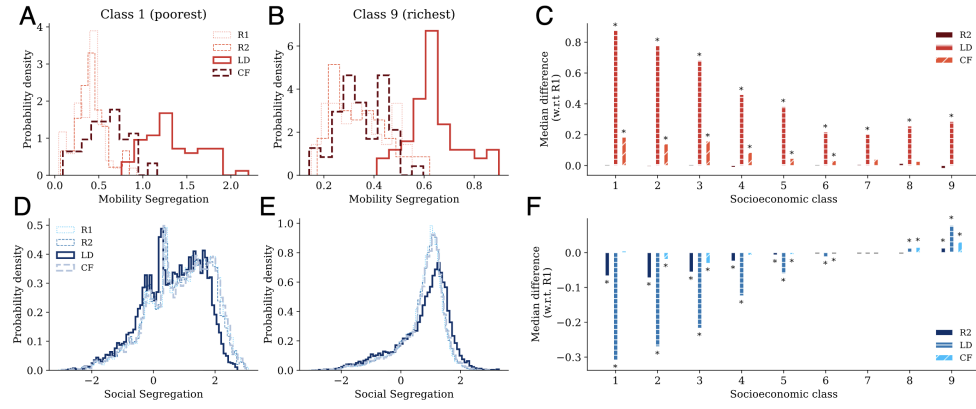 A
Class 1 (poorest)
Probability density
4
3
2
1
0
0.0 0.5 1.0 1.5 2.0
Mobility Segregation
R1
R2
LD
CF
B
Class 9 (richest)
Probability density
6
4
2
0
0.2 0.4 0.6 0.8
Mobility Segregation
C
Median difference
(w.r.t R1)
0.8
0.6
0.4
0.2
0.0
* * * * * * * * * * * * * * *
1 2 3 4 5 6 7 8 9
Socioeconomic class
R2
LD
CF
D
Probability density
0.5
0.4
0.3
0.2
0.1
0.0
−2 0 2
Social Segregation
R1
R2
LD
CF
E
Probability density
1.0
0.8
0.6
0.4
0.2
0.0
−2 0 2
Social Segregation
F
Median difference
(w.r.t. R1)
0.0
−0.1
−0.2
−0.3
1 2 3 4 5 6 7 8 9
Socioeconomic class
R2
LD
CF